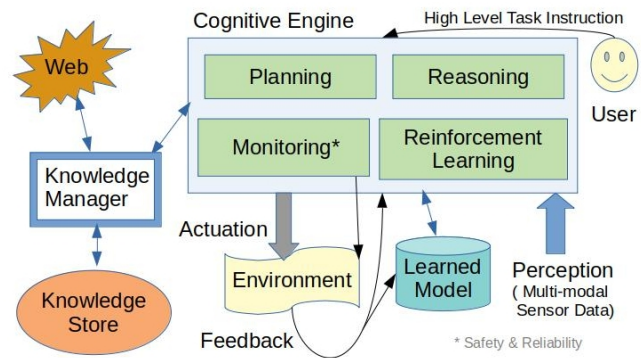 Cognitive Engine
High Level Task Instruction
Web
Planning
Reasoning
User
Monitoring*
Reinforcement
Learning
Knowledge
Manager
Actuation
Environment
Learned
Model
Perception
( Multi-modal
Sensor Data)
Knowledge
Store
Feedback
* Safety & Reliability